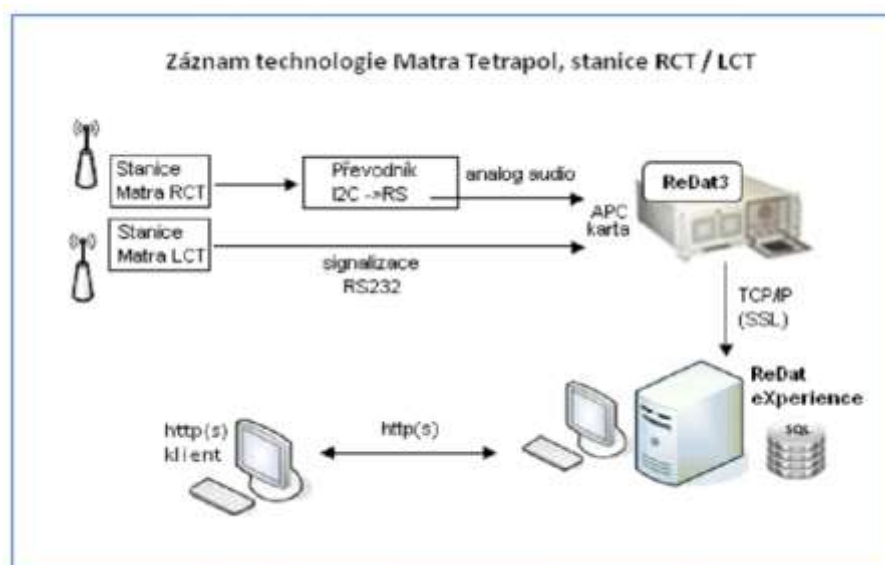 Záznam technologie Matra Tetrapol, stanice RCT / LCT
Stanice
Matra RCT
Převodník
I2C ->RS
analog audio
ReDat3
APC
karta
Stanice
Matra LCT
signalizace
RS232
TCP/IP
(SSL)
ReDat
eXperience
SQL
http(s)
klient
http(s)